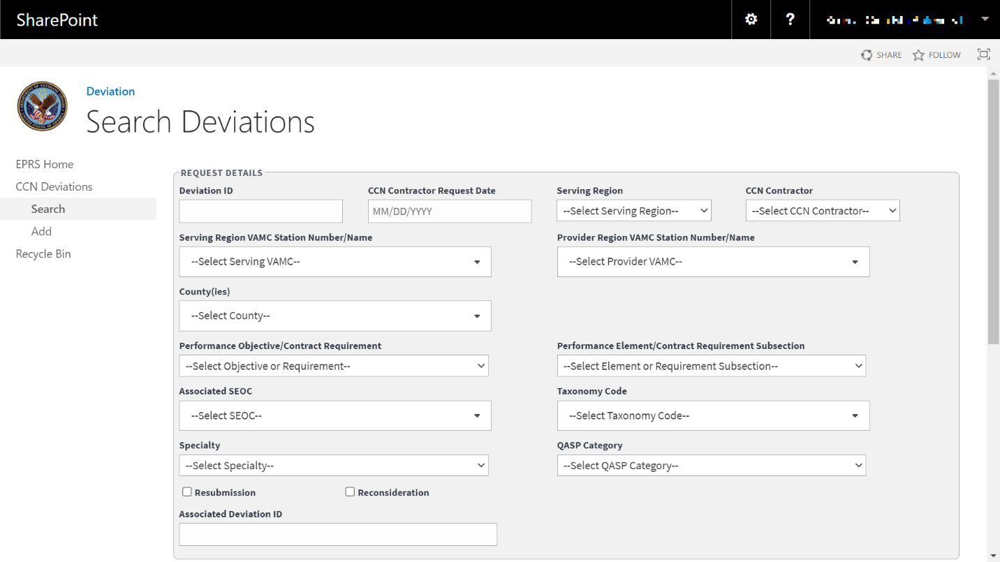 SharePoint
?
SHARE
FOLLOW
Deviation
Search Deviations
EPRS Home
CCN Deviations
Search
Add
Recycle Bin
REQUEST DETAILS
Deviation ID
CCN Contractor Request Date
Serving Region
CCN Contractor
MM/DD/YYYY
--Select Serving Region--
--Select CCN Contractor--
Serving Region VAMC Station Number/Name
Provider Region VAMC Station Number/Name
--Select Serving VAMC--
--Select Provider VAMC--
County(ies)
--Select County--
Performance Objective/Contract Requirement
Performance Element/Contract Requirement Subsection
--Select Objective or Requirement--
--Select Element or Requirement Subsection--
Associated SEOC
Taxonomy Code
--Select SEOC--
--Select Taxonomy Code--
Specialty
QASP Category
--Select Specialty--
--Select QASP Category--
Resubmission
Reconsideration
Associated Deviation ID